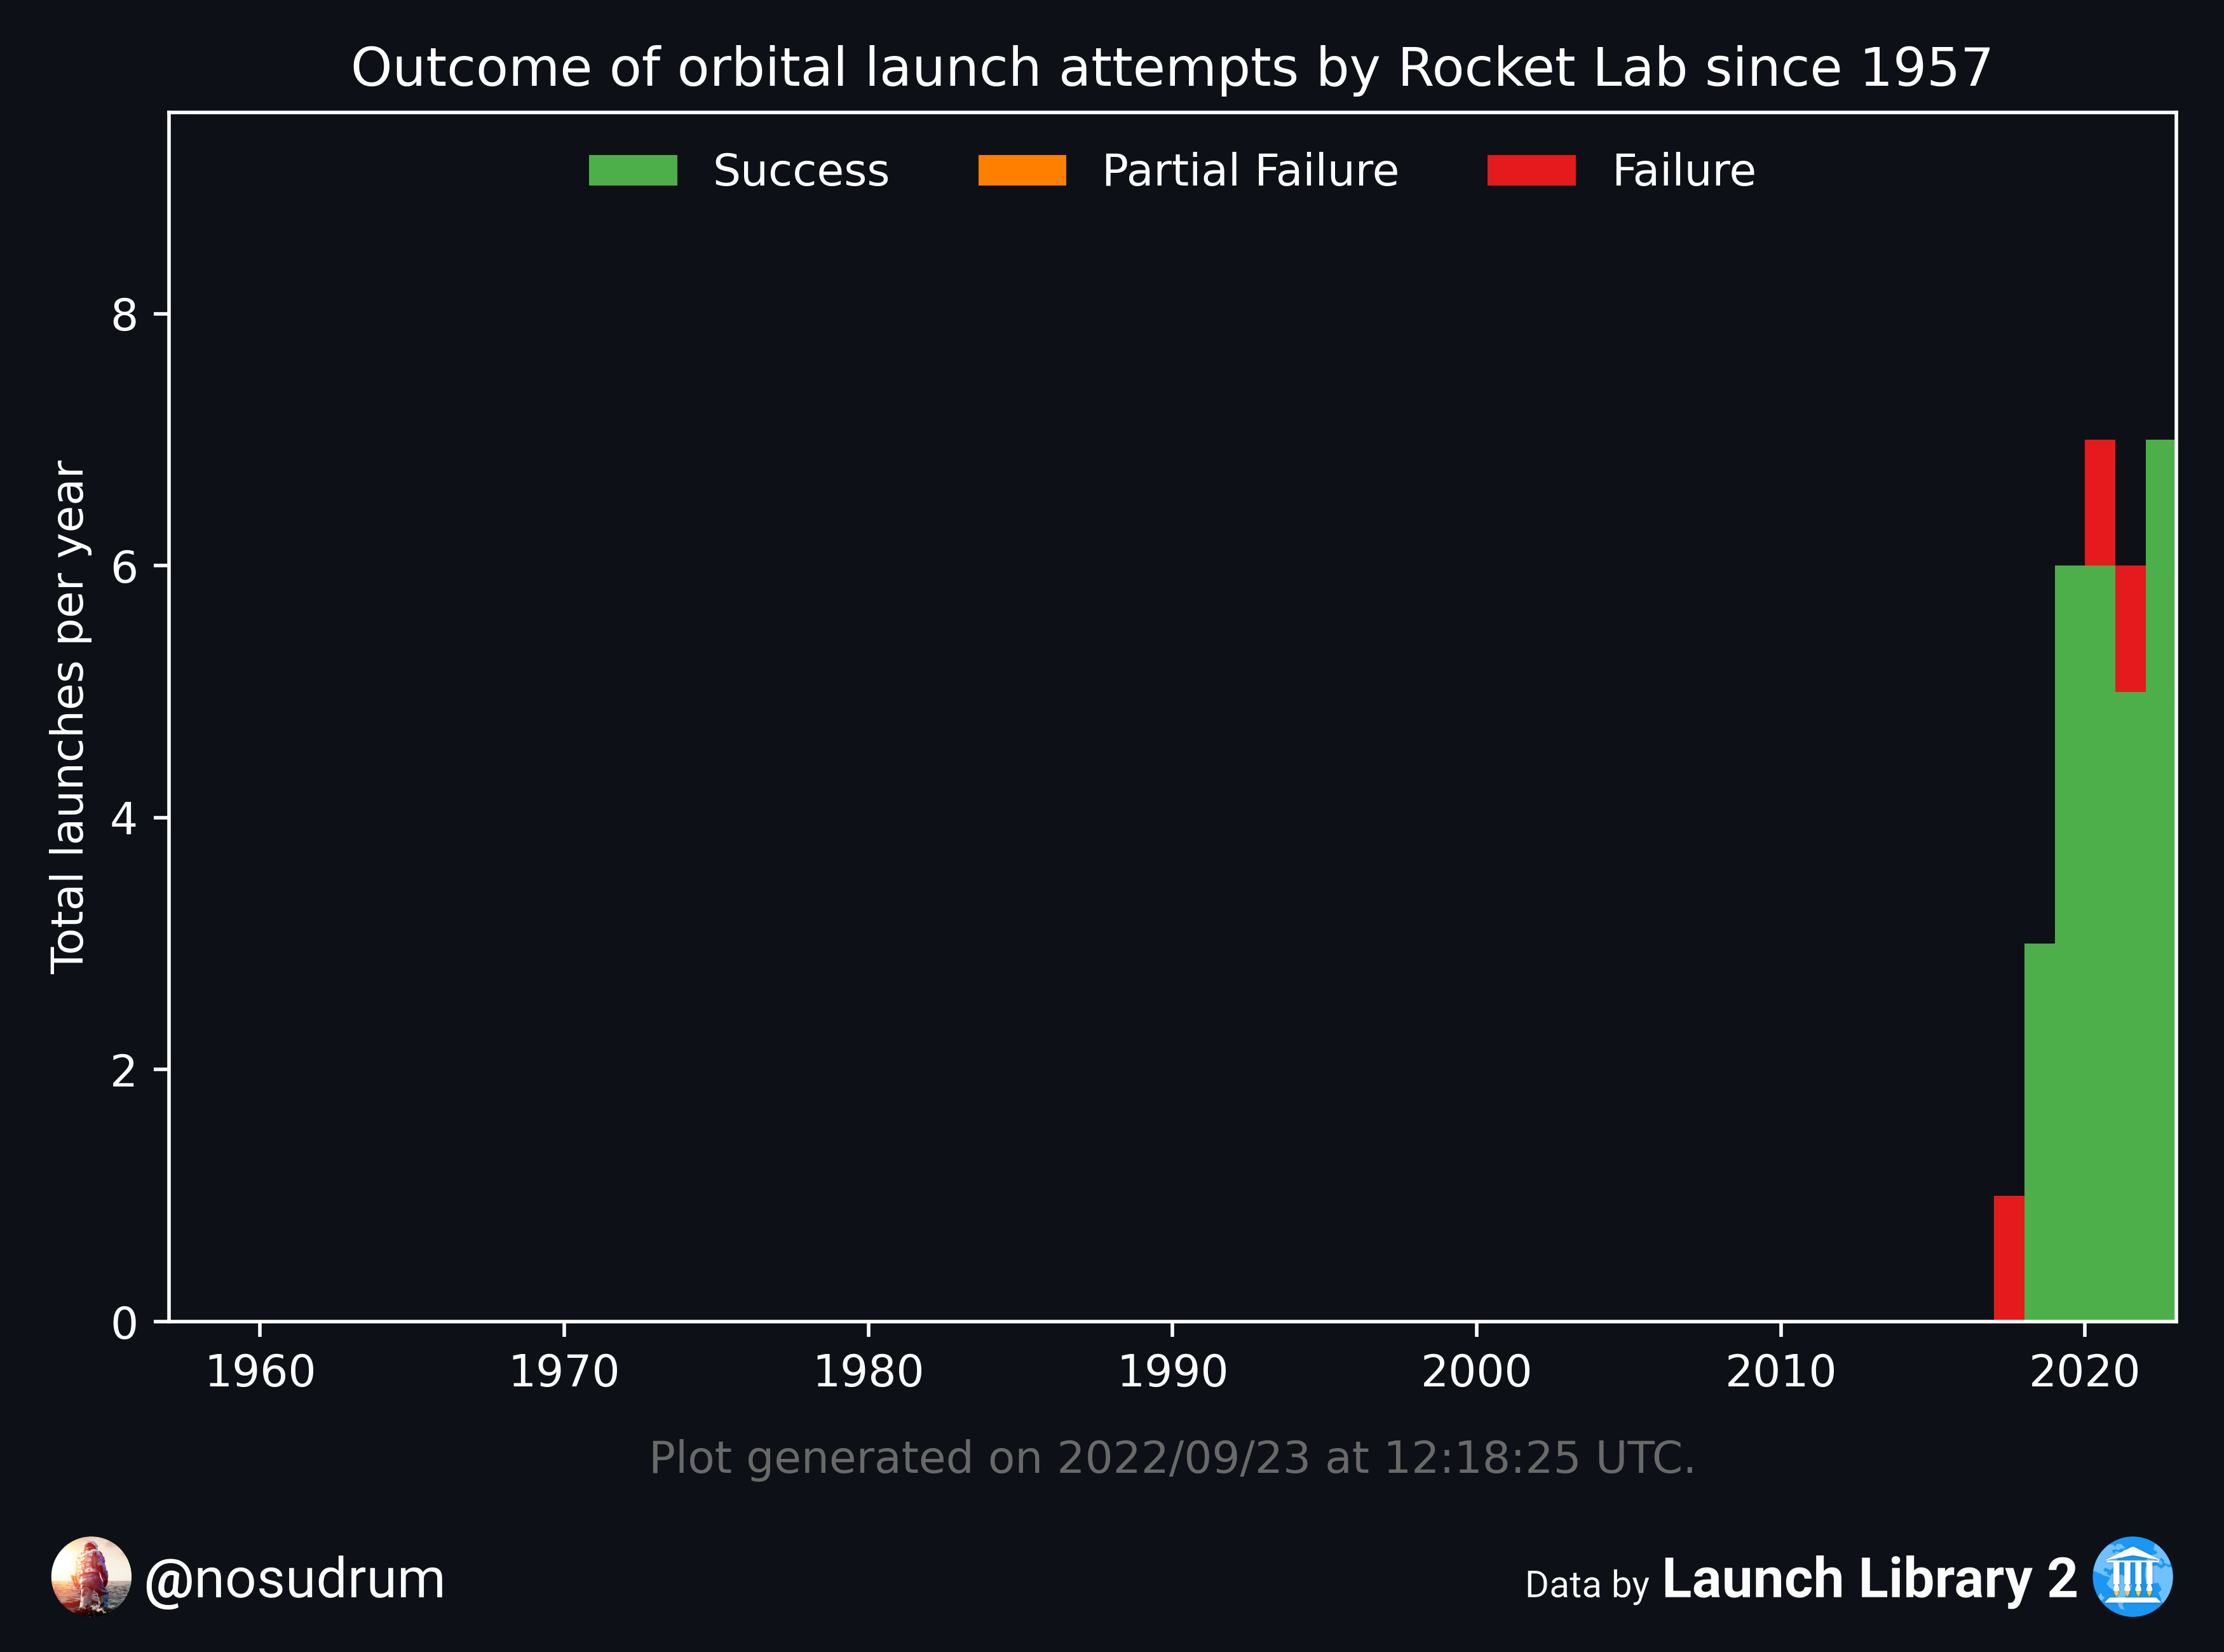 Outcome of orbital launch attempts by Rocket Lab since 1957
Success Partial Failure Failure
Total launches per year
8
6
4
2
0
1960 1970 1980 1990 2000 2010 2020
Plot generated on 2022/09/23 at 12:18:25 UTC.
@nosudrum
Data by Launch Library 2